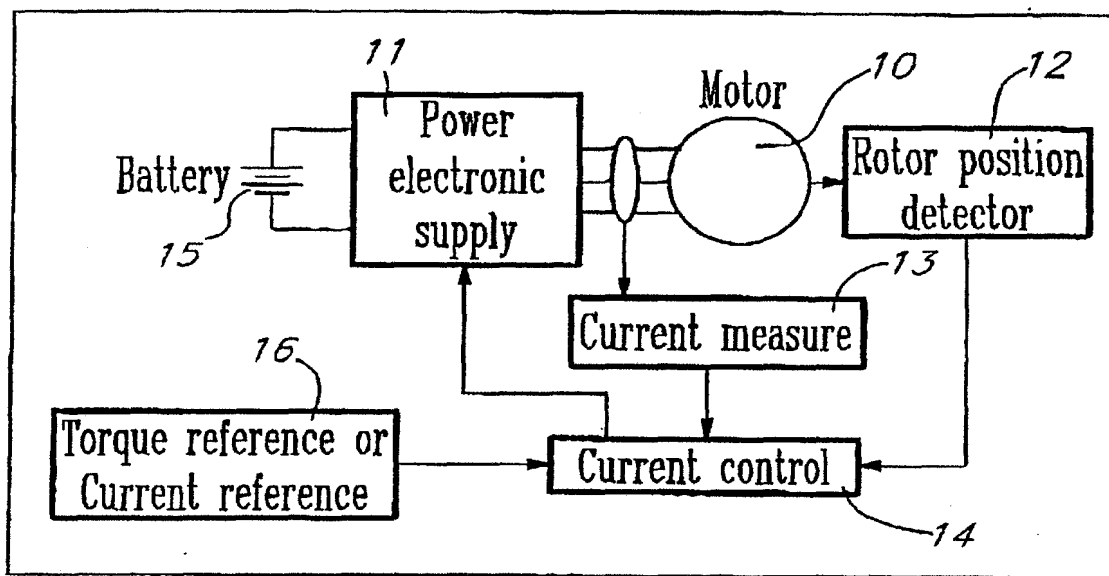 11
10
12
Motor
Power
electronic
supply
Battery
15
Rotor position
detector
13
Current measure
16
Torque reference or
Current reference
Current control
14